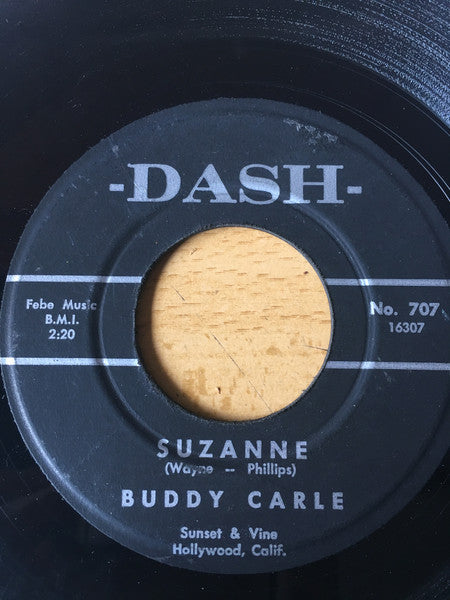 -DASH-
Febe Music
B.M.I.
2:20
No. 707
16307
SUZANNE
(Wayne -- Phillips)
BUDDY CARLE
Sunset & Vine
Hollywood, Calif.